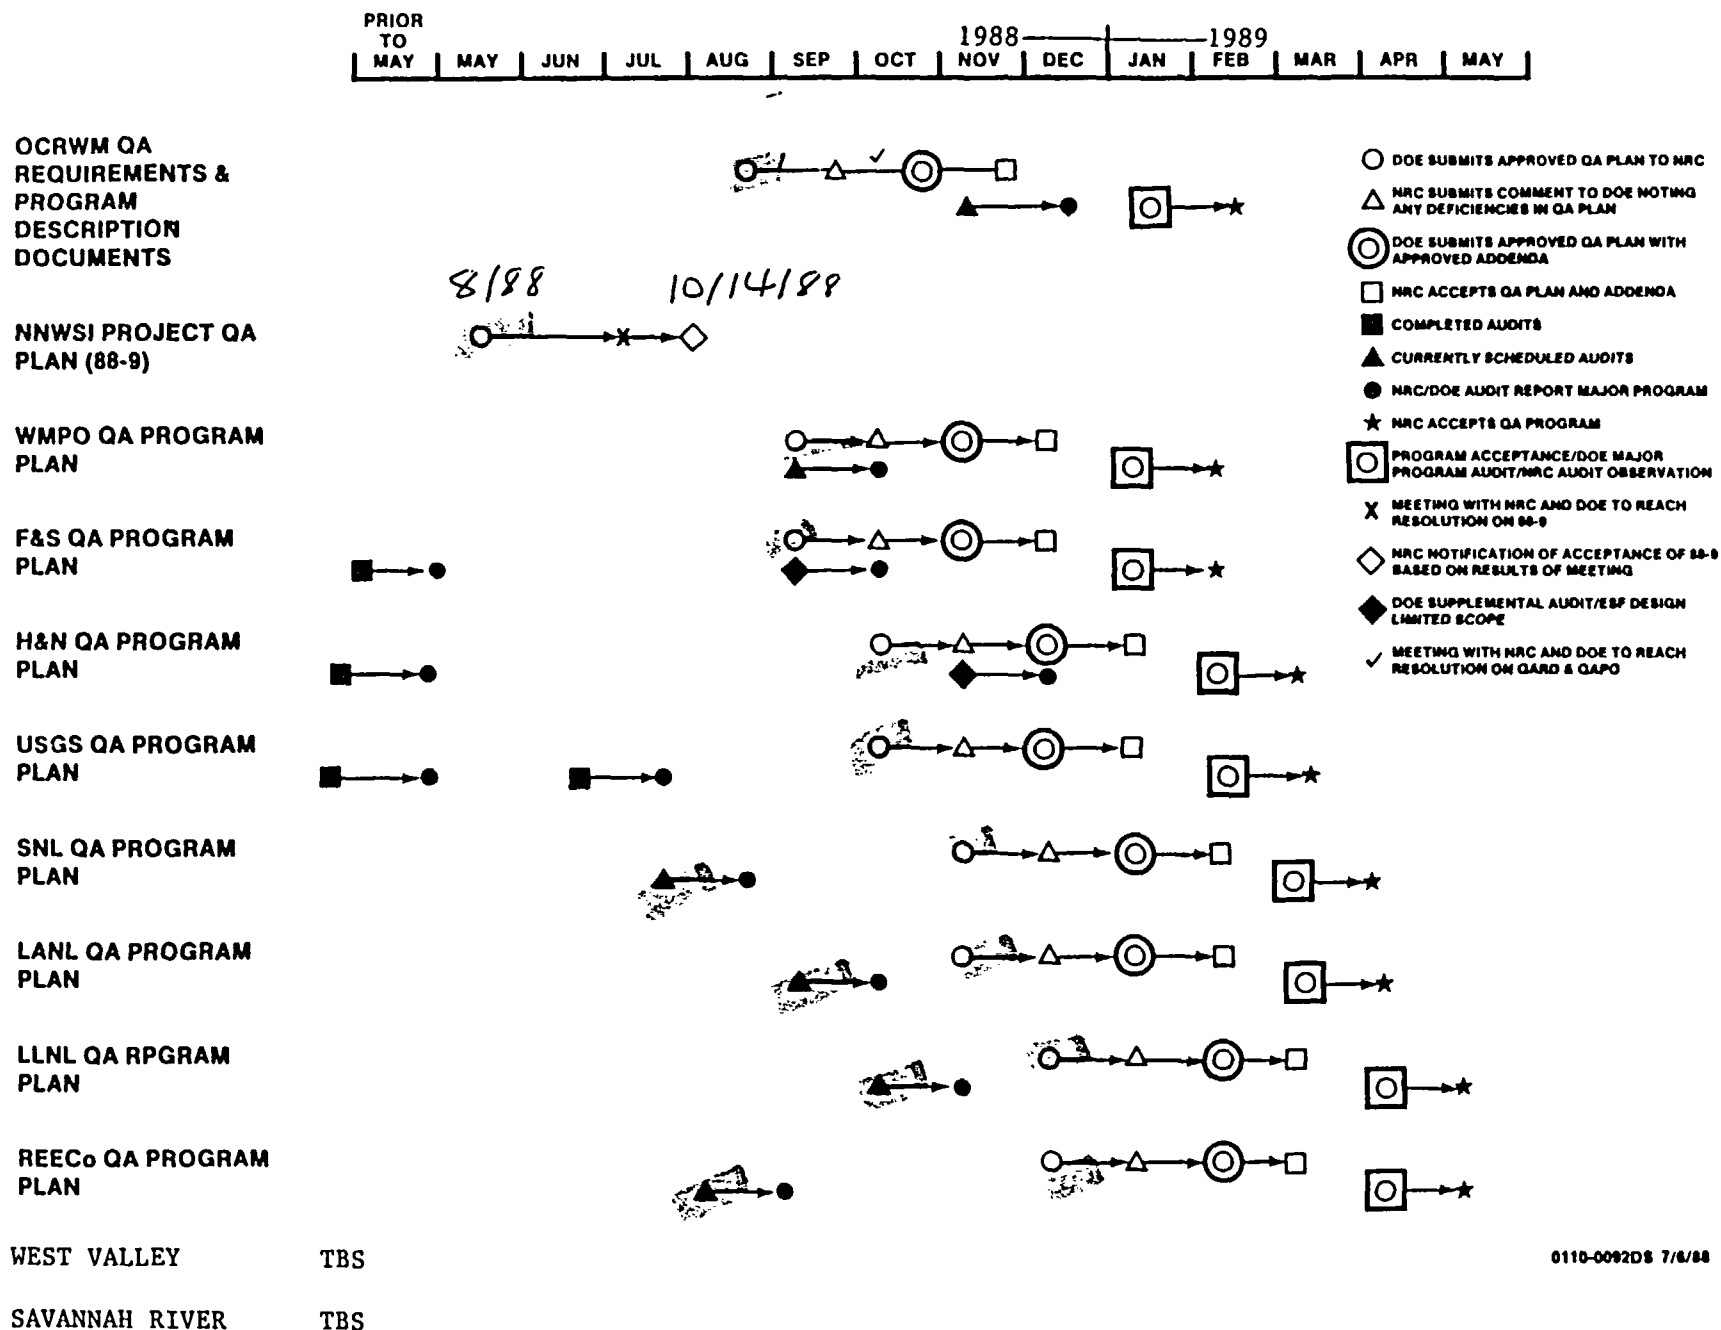 PRIOR
TO
MAY MAY JUN JUL AUG SEP OCT NOV DEC JAN FEB MAR APR MAY
1988 1989
OCRWM QA
REQUIREMENTS &
PROGRAM
DESCRIPTION
DOCUMENTS
8/88 10/14/88
NNWSI PROJECT QA
PLAN (88-9)
WMPO QA PROGRAM
PLAN
F&S QA PROGRAM
PLAN
H&N QA PROGRAM
PLAN
USGS QA PROGRAM
PLAN
SNL QA PROGRAM
PLAN
LANL QA PROGRAM
PLAN
LLNL QA RPGRAM
PLAN
REECo QA PROGRAM
PLAN
WEST VALLEY TBS
SAVANNAH RIVER TBS
DOE SUBMITS APPROVED QA PLAN TO NRC
NRC SUBMITS COMMENT TO DOE NOTING
ANY DEFICIENCIES IN QA PLAN
DOE SUBMITS APPROVED QA PLAN WITH
APPROVED ADDENDA
NRC ACCEPTS QA PLAN AND ADDENDA
COMPLETED AUDITS
CURRENTLY SCHEDULED AUDITS
NRC/DOE AUDIT REPORT MAJOR PROGRAM
NRC ACCEPTS QA PROGRAM
PROGRAM ACCEPTANCE/DOE MAJOR
PROGRAM AUDIT/NRC AUDIT OBSERVATION
X MEETING WITH NRC AND DOE TO REACH
RESOLUTION ON 88-9
NRC NOTIFICATION OF ACCEPTANCE OF 88-9
BASED ON RESULTS OF MEETING
DOE SUPPLEMENTAL AUDIT/ESF DESIGN
LIMITED SCOPE
✓ MEETING WITH NRC AND DOE TO REACH
RESOLUTION ON QARD & QAPD
0110-0092DS 7/6/88